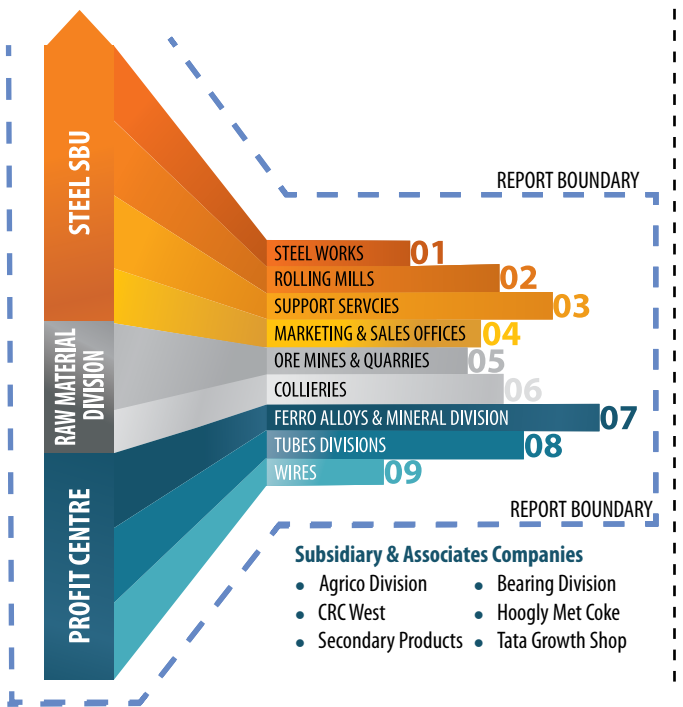 STEEL SBU
RAW MATERIAL
DIVISION
PROFIT CENTRE
REPORT BOUNDARY
STEEL WORKS 01
ROLLING MILLS 02
SUPPORT SERVCIES 03
MARKETING & SALES OFFICES 04
ORE MINES & QUARRIES 05
COLLIERIES 06
FERRO ALLOYS & MINERAL DIVISION 07
TUBES DIVISIONS 08
WIRES 09
REPORT BOUNDARY
Subsidiary & Associates Companies
• Agrico Division
• CRC West
• Secondary Products
• Bearing Division
• Hoogly Met Coke
• Tata Growth Shop